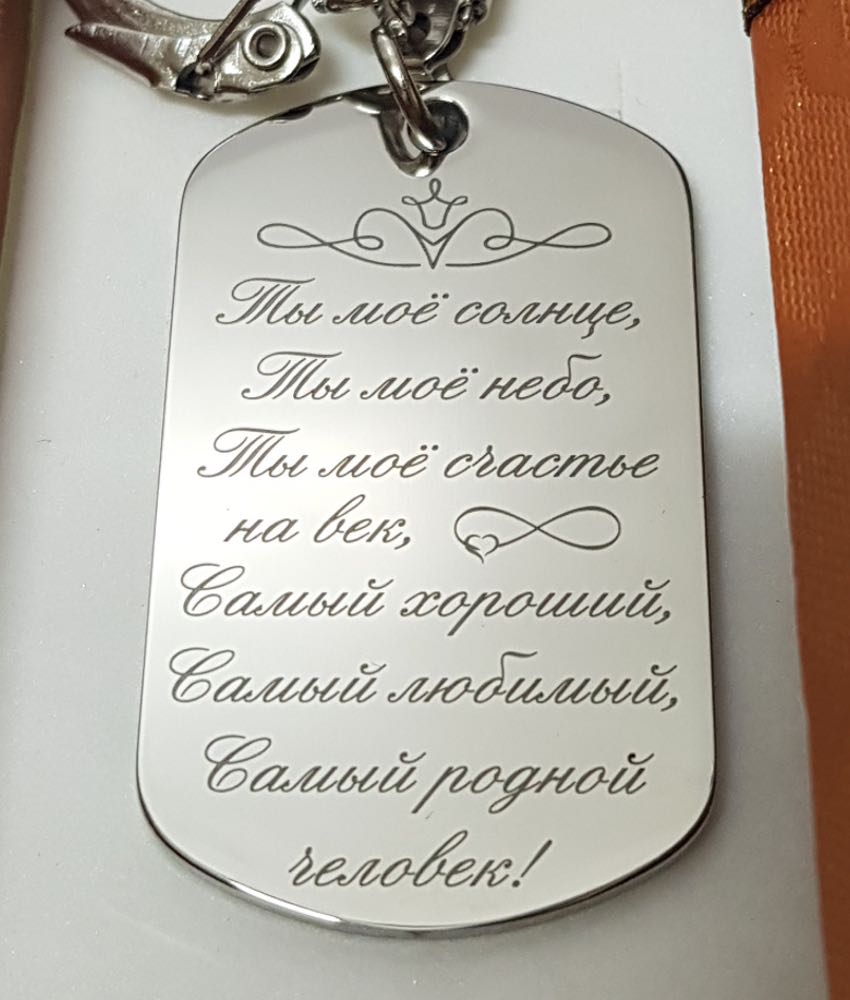 Ты моё солнце,
Ты моё небо,
Ты моё счастье
на век,
Самый хороший,
Самый любимый,
Самый родной
человек!